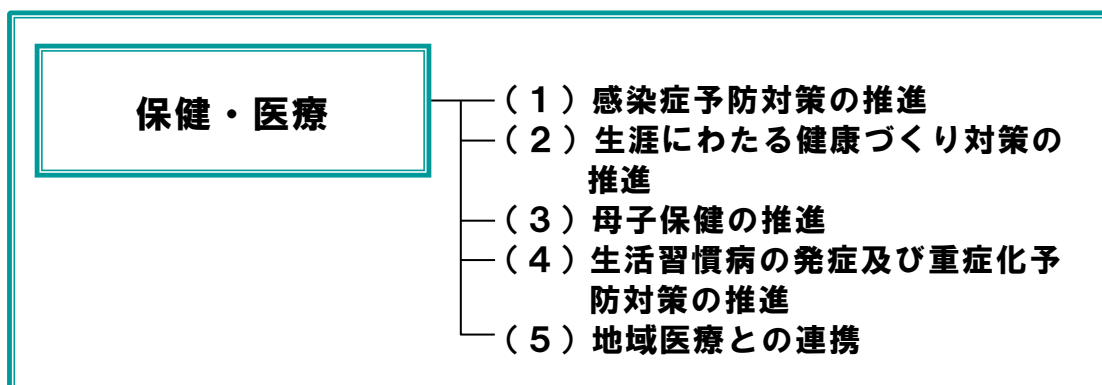 保健・医療
（１）感染症予防対策の推進
（２）生涯にわたる健康づくり対策の
推進
（３）母子保健の推進
（４）生活習慣病の発症及び重症化予
防対策の推進
（５）地域医療との連携